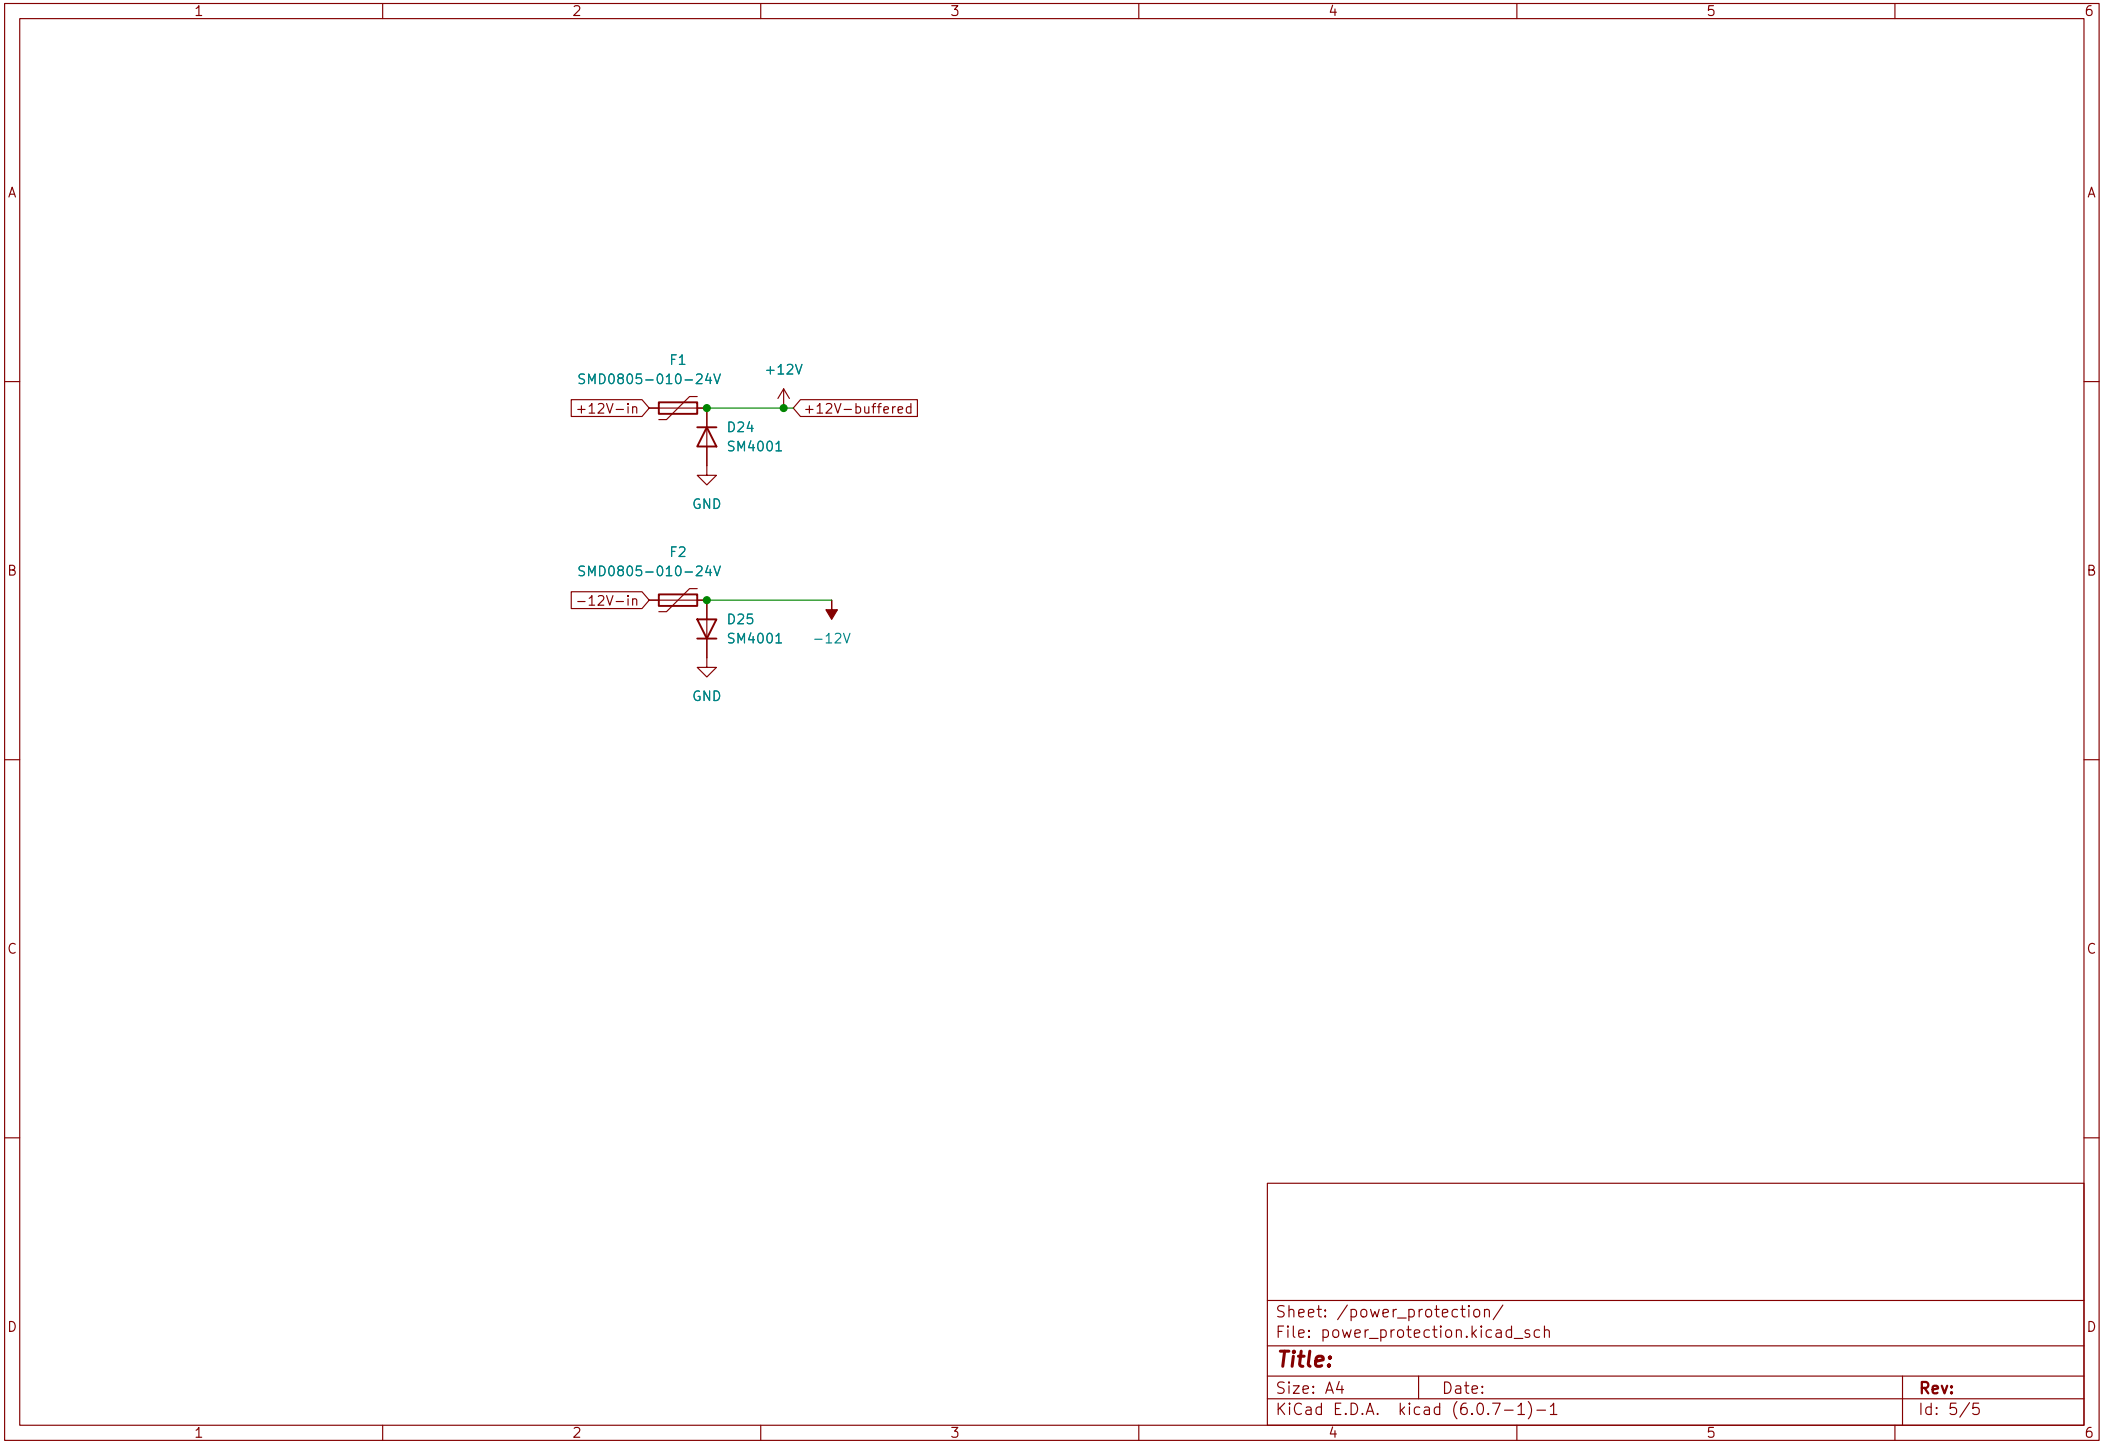 1 2 3 4 5 6
A A
F1
SMD0805-010-24V
+12V
+12V-in
+12V-buffered
D24
SM4001
GND
B B
F2
SMD0805-010-24V
-12V-in
D25
SM4001
-12V
GND
C C
D D
Sheet: /power_protection/
File: power_protection.kicad_sch
Title:
Size: A4 Date: Rev:
KiCad E.D.A. kicad (6.0.7-1)-1 Id: 5/5
1 2 3 4 5 6